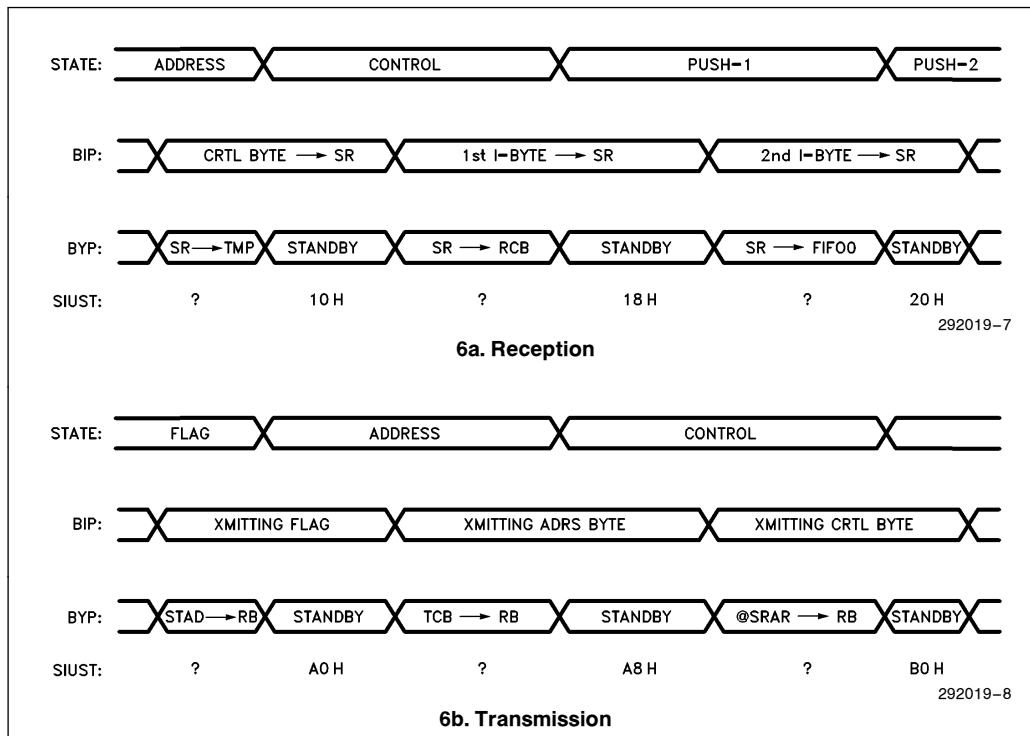 STATE: ADDRESS CONTROL PUSH-1 PUSH-2
BIP: CRTL BYTE → SR 1st I-BYTE → SR 2nd I-BYTE → SR
BYP: SR → TMP STANDBY SR → RCB STANDBY SR → FIFO0 STANDBY
SIUST: ? 10 H ? 18 H ? 20 H
292019-7
6a. Reception
STATE: FLAG ADDRESS CONTROL
BIP: XMITTING FLAG XMITTING ADRS BYTE XMITTING CRTL BYTE
BYP: STAD → RB STANDBY TCB → RB STANDBY @SRAR → RB STANDBY
SIUST: ? A0 H ? A8 H ? B0 H
292019-8
6b. Transmission